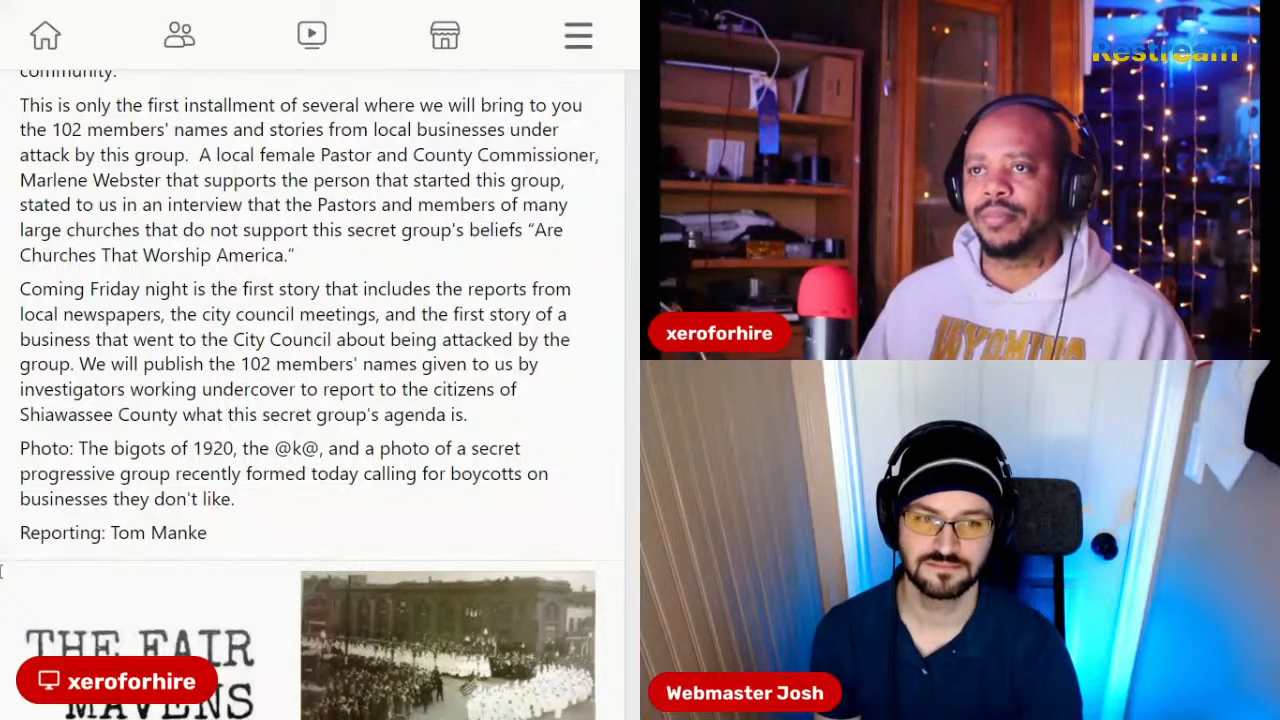 community.
This is only the first installment of several where we will bring to you
the 102 members' names and stories from local businesses under
attack by this group.  A local female Pastor and County Commissioner,
Marlene Webster that supports the person that started this group,
stated to us in an interview that the Pastors and members of many
large churches that do not support this secret group's beliefs “Are
Churches That Worship America.“
Coming Friday night is the first story that includes the reports from
local newspapers, the city council meetings, and the first story of a
business that went to the City Council about being attacked by the
group. We will publish the 102 members' names given to us by
investigators working undercover to report to the citizens of
Shiawassee County what this secret group's agenda is.
Photo: The bigots of 1920, the @k@, and a photo of a secret
progressive group recently formed today calling for boycotts on
businesses they don't like.
Reporting: Tom Manke
THE FAIR
MAVENS
xeroforhire
Restream
WYOMING
xeroforhire
Webmaster Josh